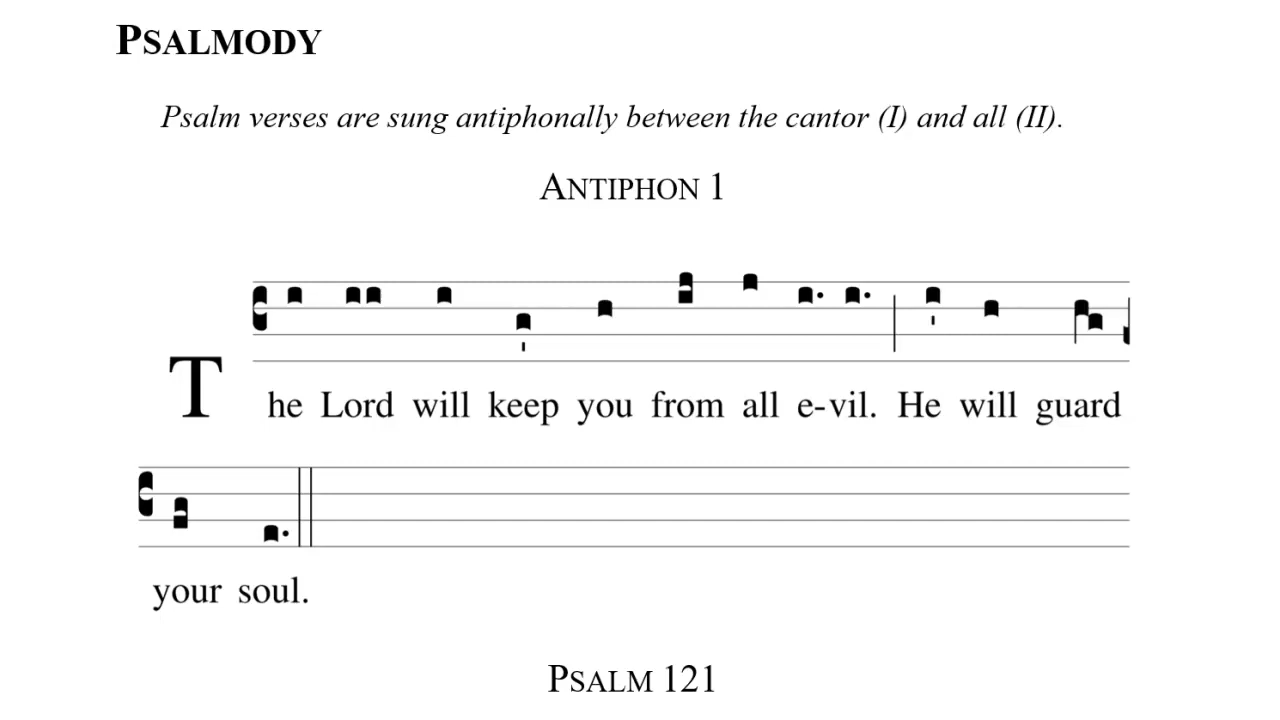 PSALMODY
Psalm verses are sung antiphonally between the cantor (I) and all (II).
ANTIPHON 1
The Lord will keep you from all e-vil. He will guard
your soul.
PSALM 121